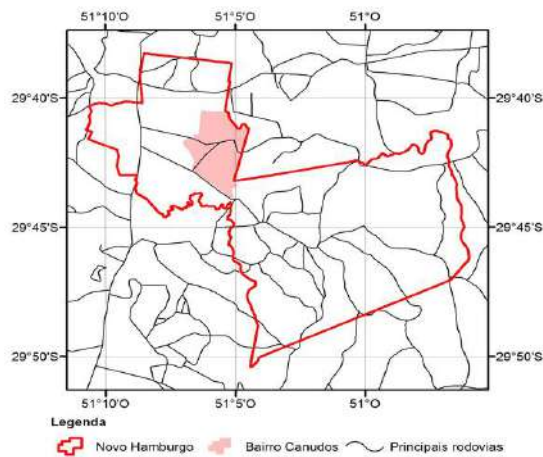 51°10'O 51°5'O 51°O
29°40'S 29°40'S
29°45'S 29°45'S
29°50'S 29°50'S
51°10'O 51°5'O 51°O
Legenda
Novo Hamburgo Bairro Canudos Principais rodovias